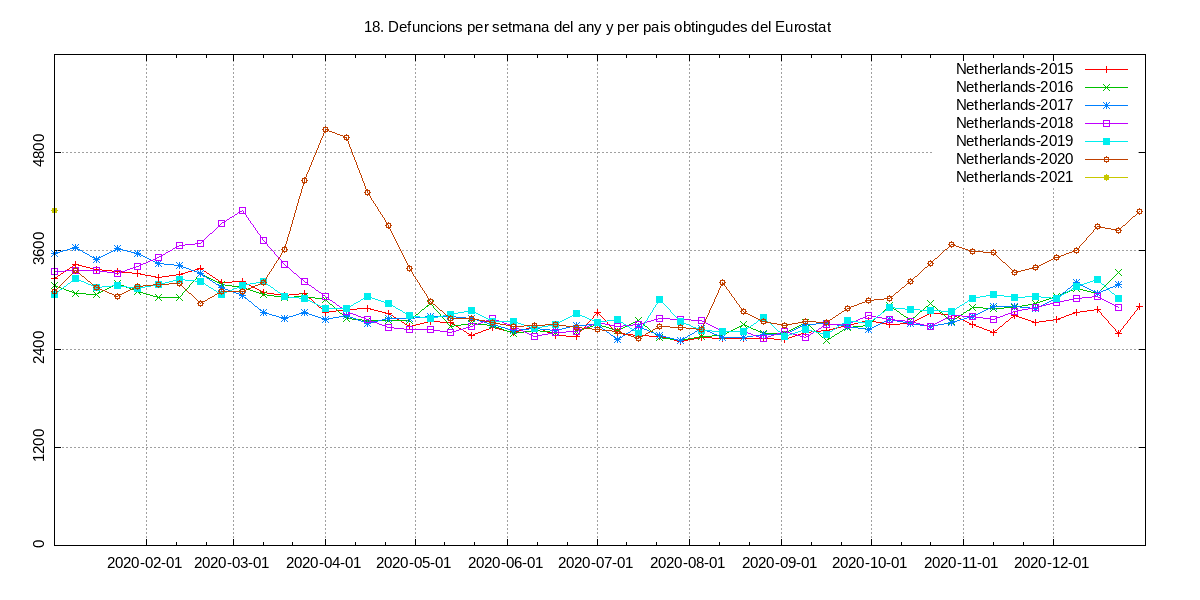 18. Defuncions per setmana del any y per pais obtingudes del Eurostat
Netherlands-2015
Netherlands-2016
Netherlands-2017
Netherlands-2018
Netherlands-2019
Netherlands-2020
Netherlands-2021
4800
3600
2400
1200
0
2020-02-01 2020-03-01 2020-04-01 2020-05-01 2020-06-01 2020-07-01 2020-08-01 2020-09-01 2020-10-01 2020-11-01 2020-12-01